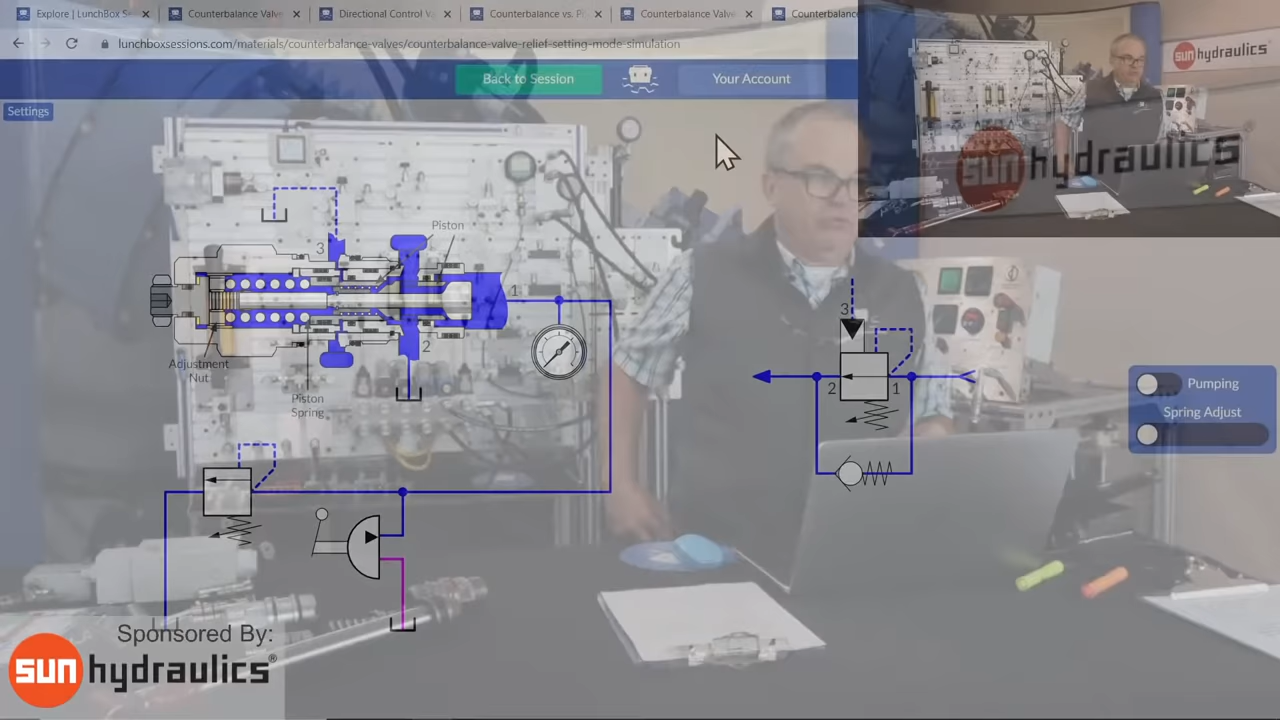 Explore | LunchBox Se
Counterbalance Valve
Directional Control V
Counterbalance vs. Pi
Counterbalance Valve
Counterbalance
lunchboxsessions.com/materials/counterbalance-valves/counterbalance-valve-relief-setting-mode-simulation
Back to Session
Your Account
Settings
sun hydraulics
sun hydraulics
Piston
3
1
2
Adjustment
Nut
Piston
Spring
3
2
1
Pumping
Spring Adjust
Sponsored By:
sun hydraulics®